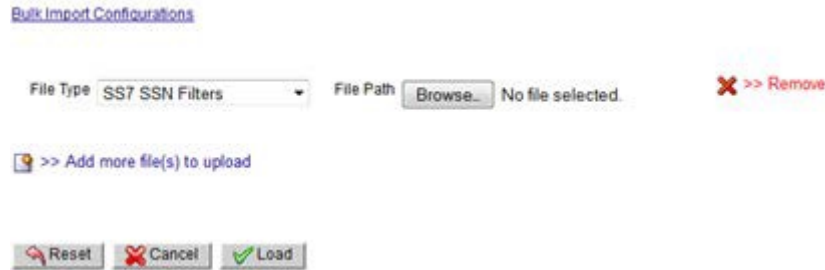 Bulk Import Configurations
File Type SS7 SSN Filters File Path Browse... No file selected. >> Remove
>> Add more file(s) to upload
Reset Cancel Load